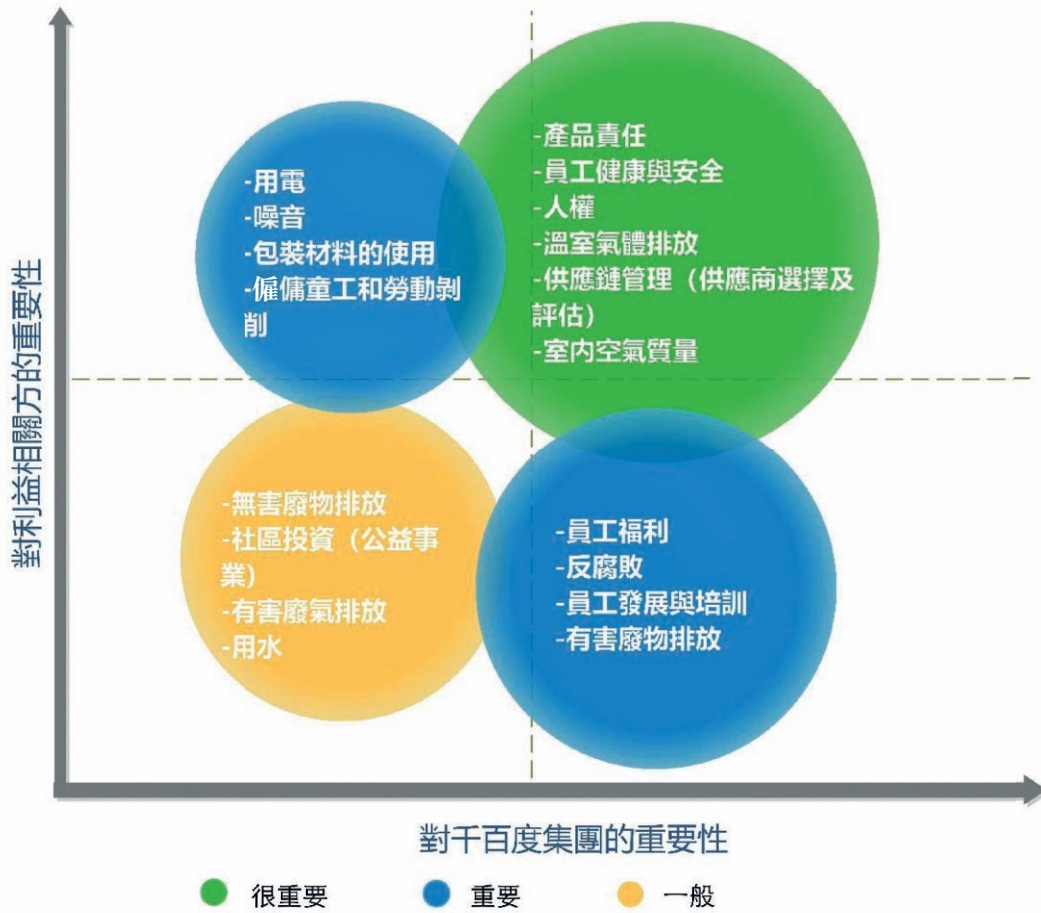 對利益相關方的重要性
-用電
-噪音
-包裝材料的使用
-僱傭童工和勞動剝
削
-產品責任
-員工健康與安全
-人權
-溫室氣體排放
-供應鏈管理（供應商選擇及
評估）
-室内空氣質量
-無害廢物排放
-社區投資（公益事
業）
-有害廢氣排放
-用水
-員工福利
-反腐敗
-員工發展與培訓
-有害廢物排放
對千百度集團的重要性
很重要
重要
一般